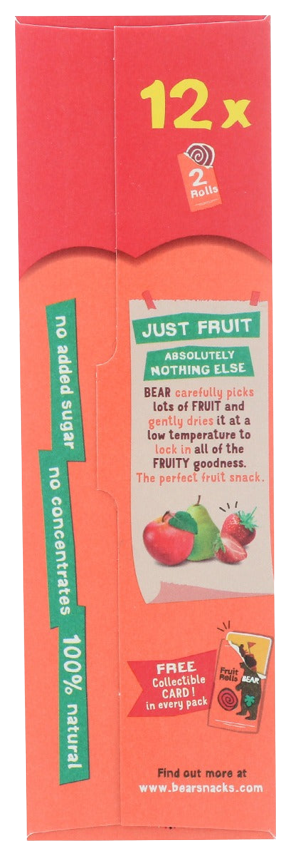 12x
2
Rolls
JUST FRUIT
ABSOLUTELY
NOTHING ELSE
BEAR carefully picks
lots of FRUIT and
gently dries it at a
low temperature to
lock in all of the
FRUITY goodness.
The perfect fruit snack.
no added sugar
no concentrates
100% natural
FREE
Collectible
CARD!
in every pack
Fruit
Rolls
BEAR
Find out more at
www.bearsnacks.com